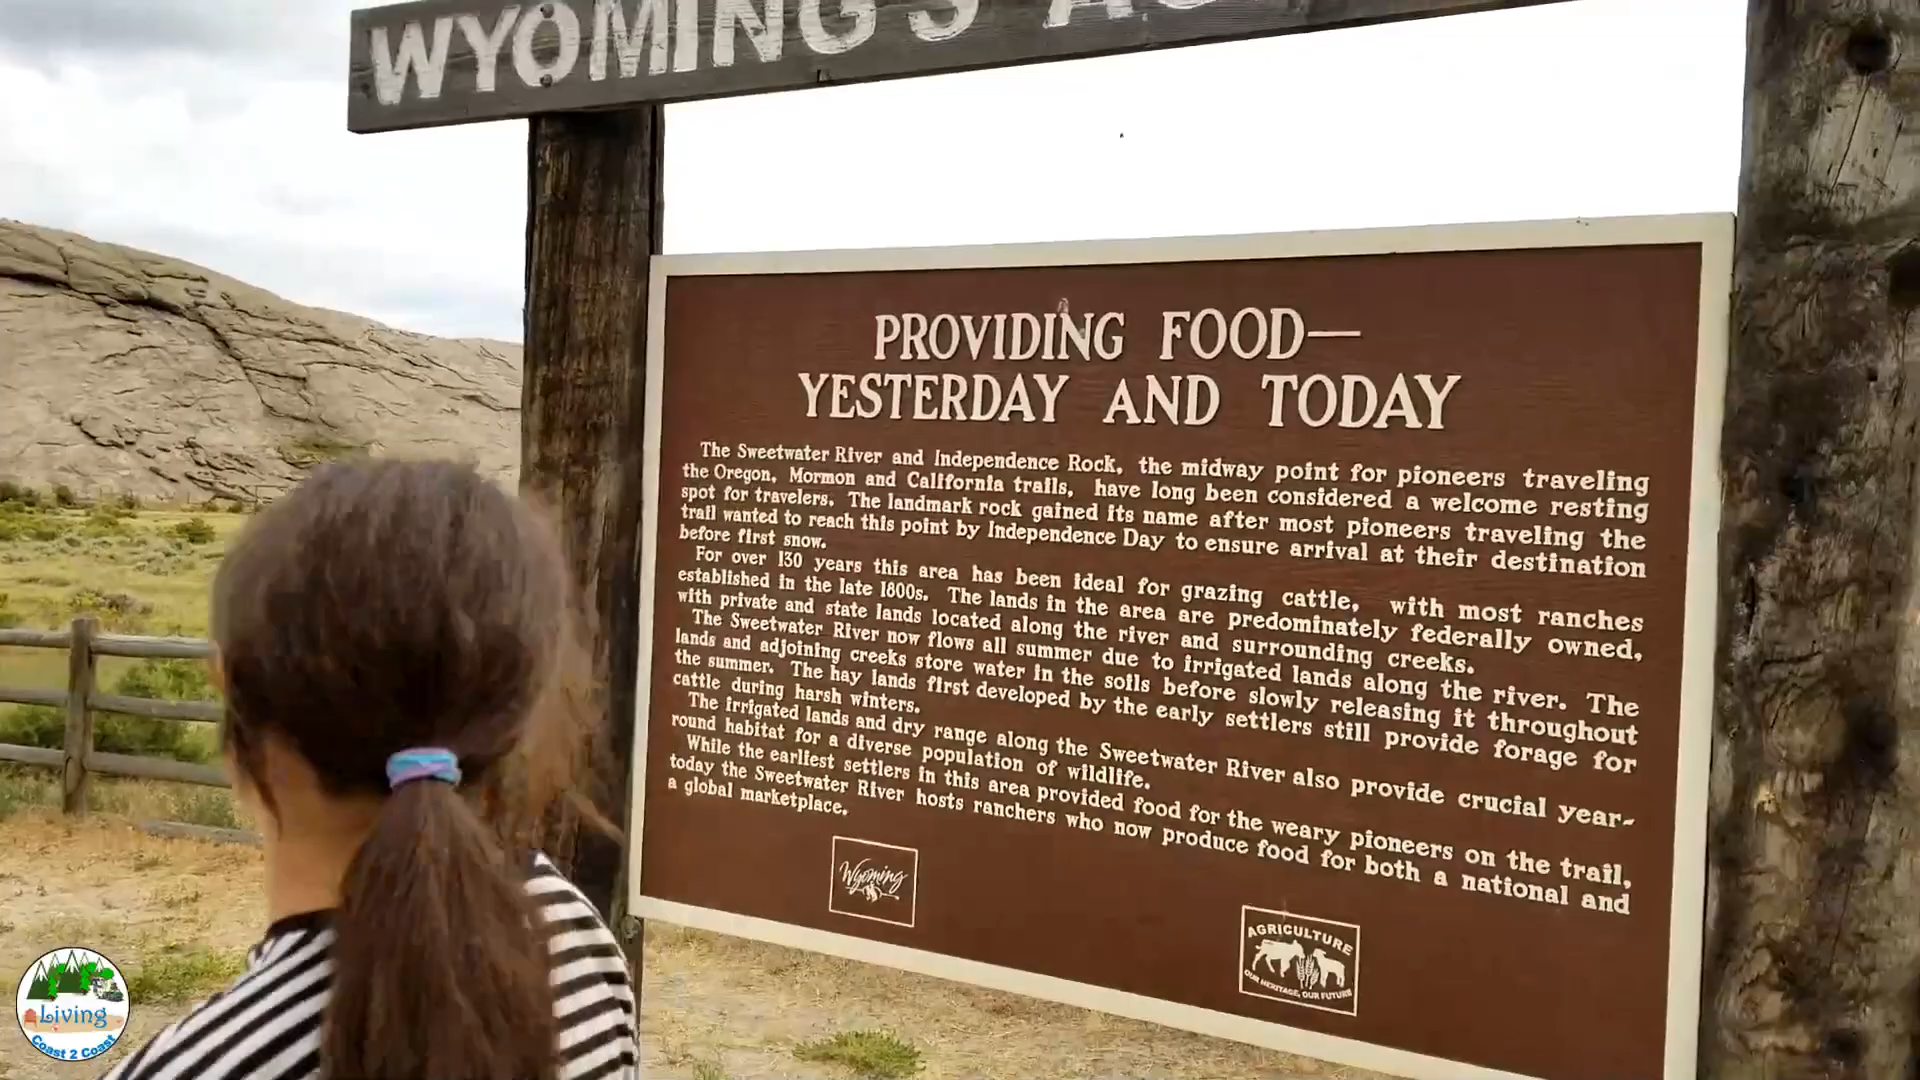 WYOMING'S
PROVIDING FOOD—
YESTERDAY AND TODAY
The Sweetwater River and Independence Rock, the midway point for pioneers traveling
the Oregon, Mormon and California trails, have long been considered a welcome resting
spot for travelers. The landmark rock gained its name after most pioneers traveling the
trail wanted to reach this point by Independence Day to ensure arrival at their destination
before first snow.
For over 130 years this area has been ideal for grazing cattle, with most ranches
established in the late 1800s. The lands in the area are predominately federally owned,
with private and state lands located along the river and surrounding creeks.
The Sweetwater River now flows all summer due to irrigated lands along the river. The
lands and adjoining creeks store water in the soils before slowly releasing it throughout
the summer. The hay lands first developed by the early settlers still provide forage for
cattle during harsh winters.
The irrigated lands and dry range along the Sweetwater River also provide crucial year-
round habitat for a diverse population of wildlife.
While the earliest settlers in this area provided food for the weary pioneers on the trail,
today the Sweetwater River hosts ranchers who now produce food for both a national and
a global marketplace.
Wyoming
AGRICULTURE
OUR HERITAGE, OUR FUTURE
Living
Coast 2 Coast